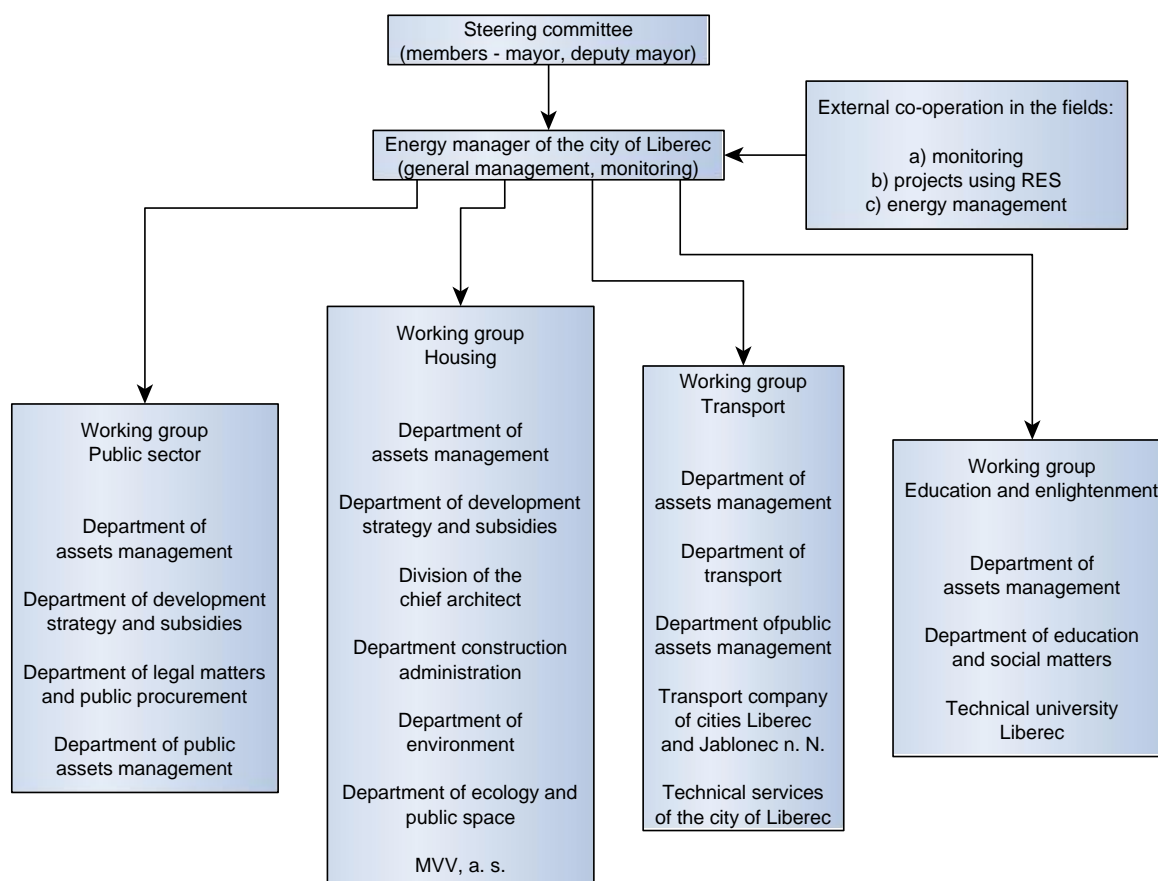 Steering committee
(members - mayor, deputy mayor)
External co-operation in the fields:
a) monitoring
b) projects using RES
c) energy management
Energy manager of the city of Liberec
(general management, monitoring)
Working group
Public sector
Department of
assets management
Department of development
strategy and subsidies
Department of legal matters
and public procurement
Department of public
assets management
Working group
Housing
Department of
assets management
Department of development
strategy and subsidies
Division of the
chief architect
Department construction
administration
Department of
environment
Department of ecology and
public space
MVV, a. s.
Working group
Transport
Department of
assets management
Department of
transport
Department ofpublic
assets management
Transport company
of cities Liberec
and Jablonec n. N.
Technical services
of the city of Liberec
Working group
Education and enlightenment
Department of
assets management
Department of education
and social matters
Technical university
Liberec